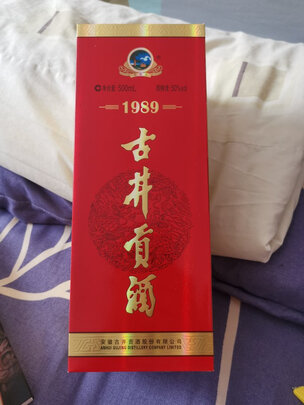 净含量: 500mL 酒精度: 50%vol
1989
古井贡酒
安徽古井贡酒股份有限公司
ANHUI GUJING DISTILLERY COMPANY LIMITED